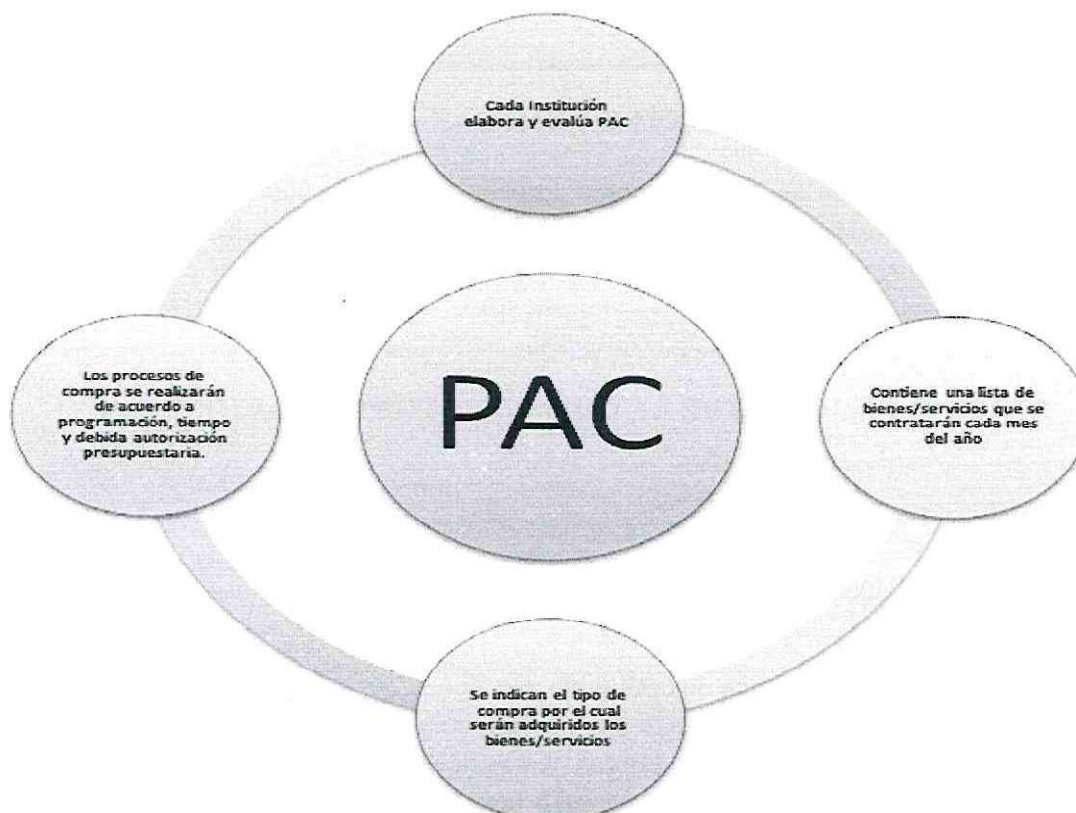 Cada Institución
elabora y evalúa PAC
Los procesos de
compra se realizarán
de acuerdo a
programación, tiempo
y debida autorización
presupuestaria.
PAC
Contiene una lista de
bienes/servicios que se
contratarán cada mes
del año
Se indican el tipo de
compra por el cual
serán adquiridos los
bienes/servicios